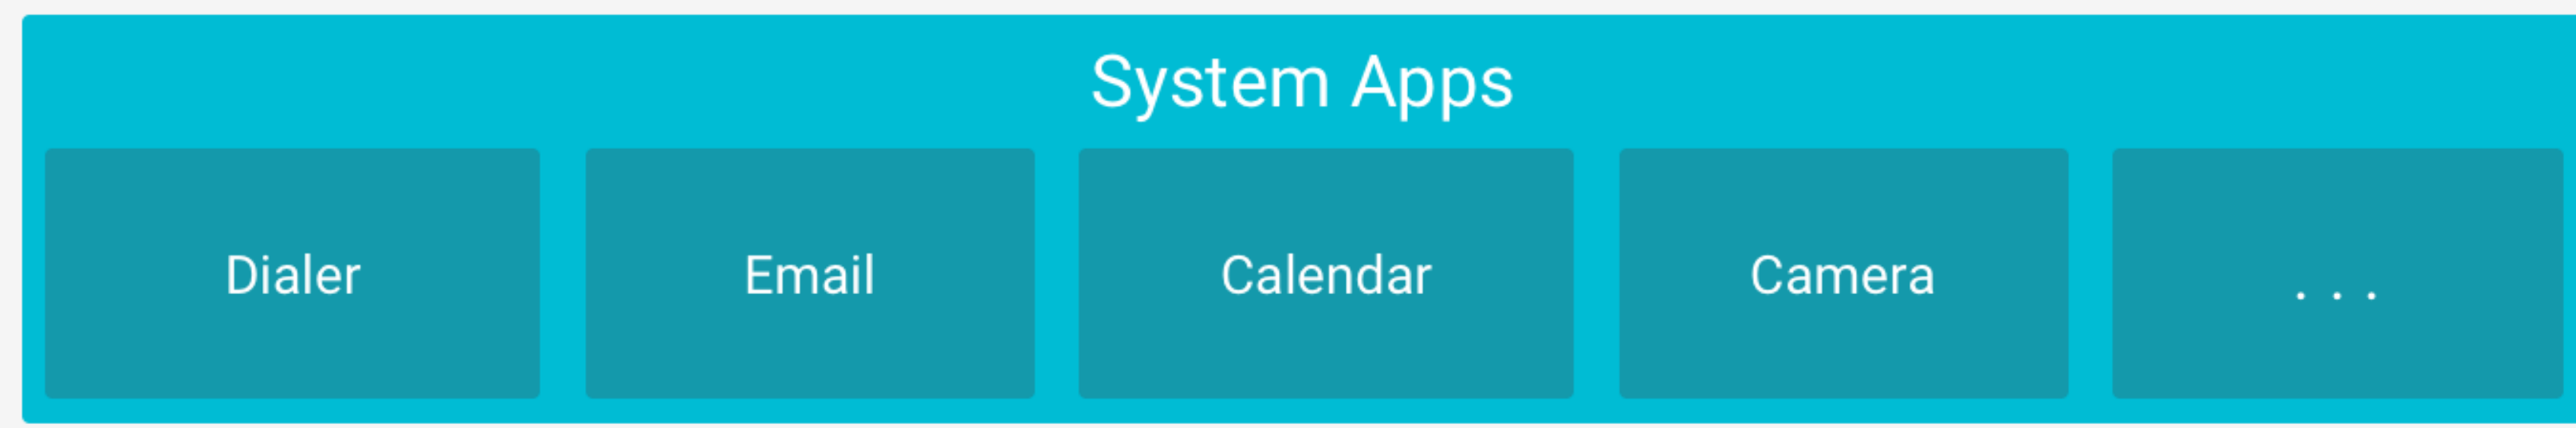 System Apps
Dialer
Email
Calendar
Camera
. . .